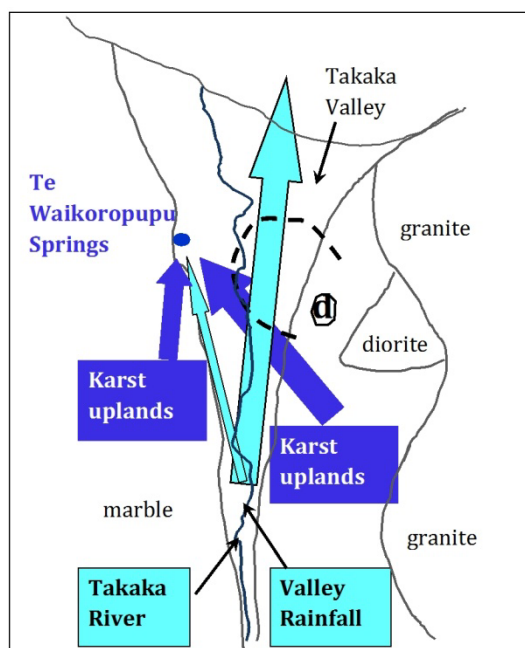 Takaka
Valley
Te
Waikoropupu
Springs
granite
d
diorite
Karst
uplands
Karst
uplands
marble
granite
Takaka
River
Valley
Rainfall